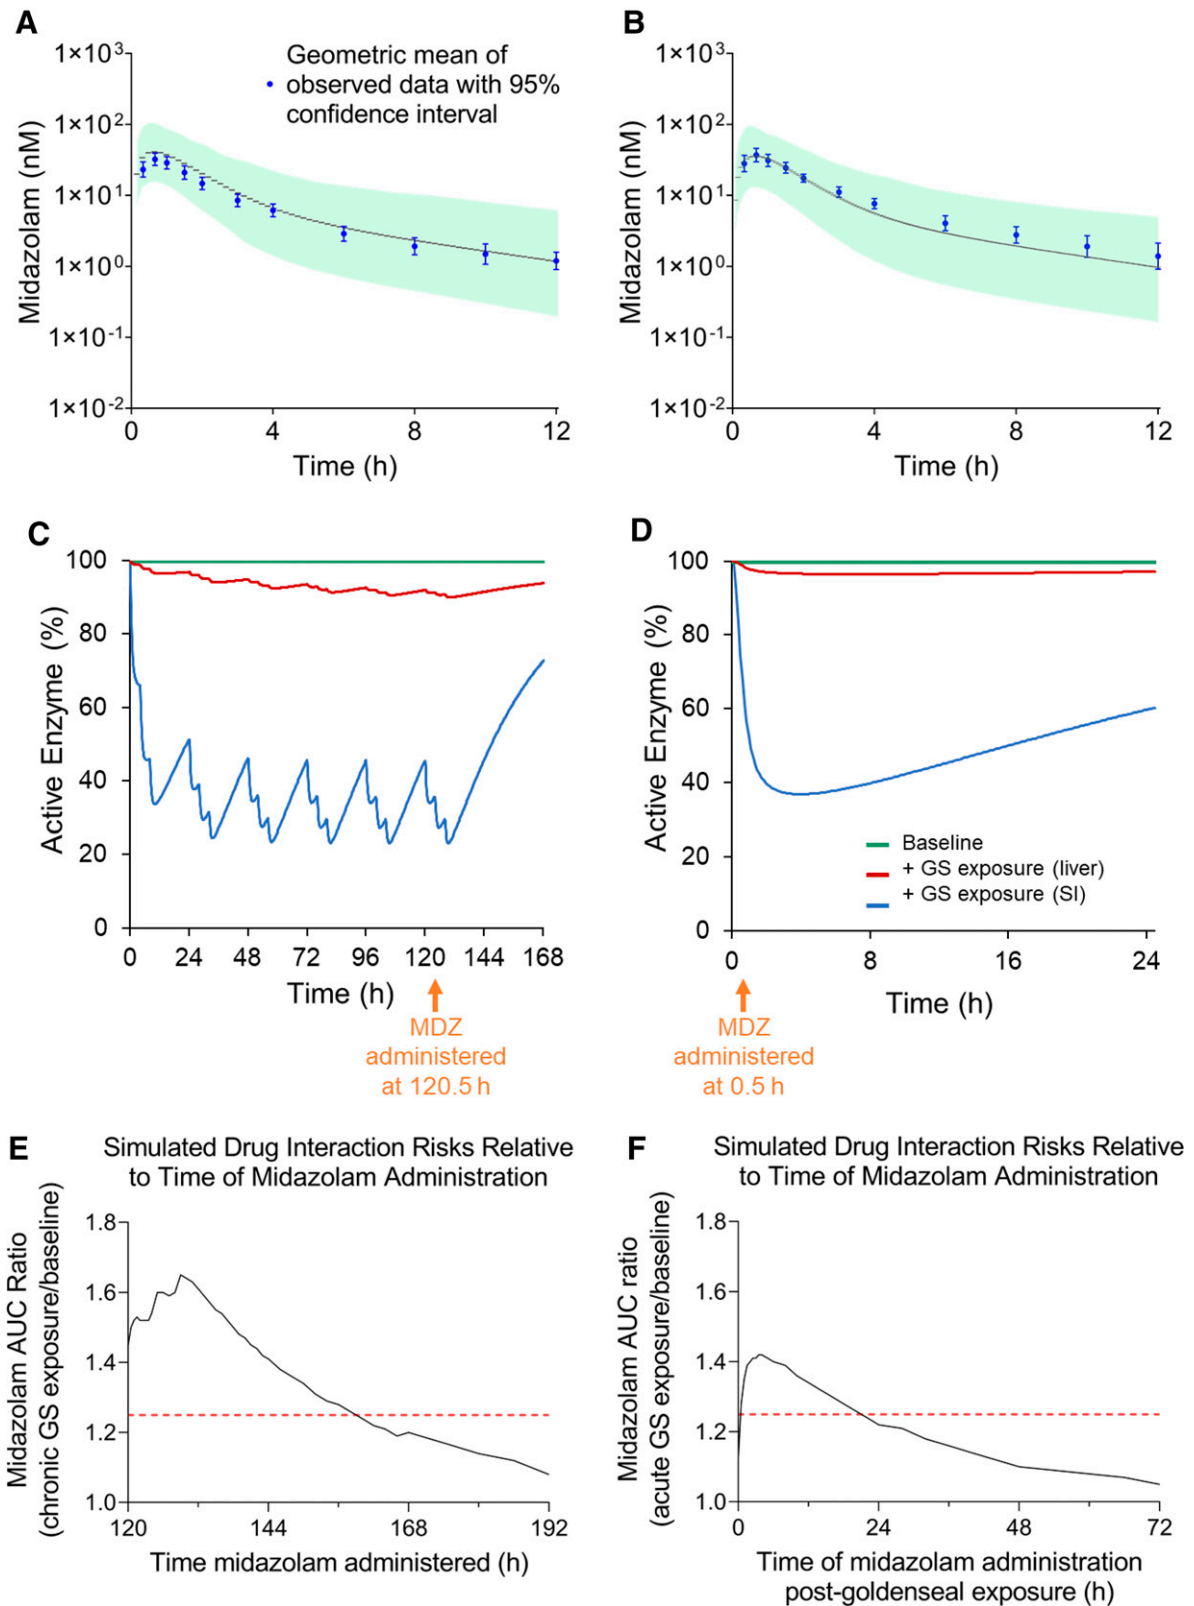 A
1×10³
1×10²
1×10¹
1×10⁰
1×10⁻¹
1×10⁻²
Midazolam (nM)
Geometric mean of
observed data with 95%
confidence interval
0
4
8
12
Time (h)
B
1×10³
1×10²
1×10¹
1×10⁰
1×10⁻¹
1×10⁻²
Midazolam (nM)
0
4
8
12
Time (h)
C
100
80
60
40
20
0
Active Enzyme (%)
0 24 48 72 96 120 144 168
Time (h)
MDZ
administered
at 120.5 h
D
100
80
60
40
20
0
Active Enzyme (%)
Baseline
+ GS exposure (liver)
+ GS exposure (SI)
0 8 16 24
Time (h)
MDZ
administered
at 0.5 h
E
Simulated Drug Interaction Risks Relative
to Time of Midazolam Administration
Midazolam AUC Ratio
(chronic GS exposure/baseline)
1.8
1.6
1.4
1.2
1.0
120 144 168 192
Time midazolam administered (h)
F
Simulated Drug Interaction Risks Relative
to Time of Midazolam Administration
Midazolam AUC ratio
(acute GS exposure/baseline)
1.8
1.6
1.4
1.2
1.0
0 24 48 72
Time of midazolam administration
post-goldenseal exposure (h)